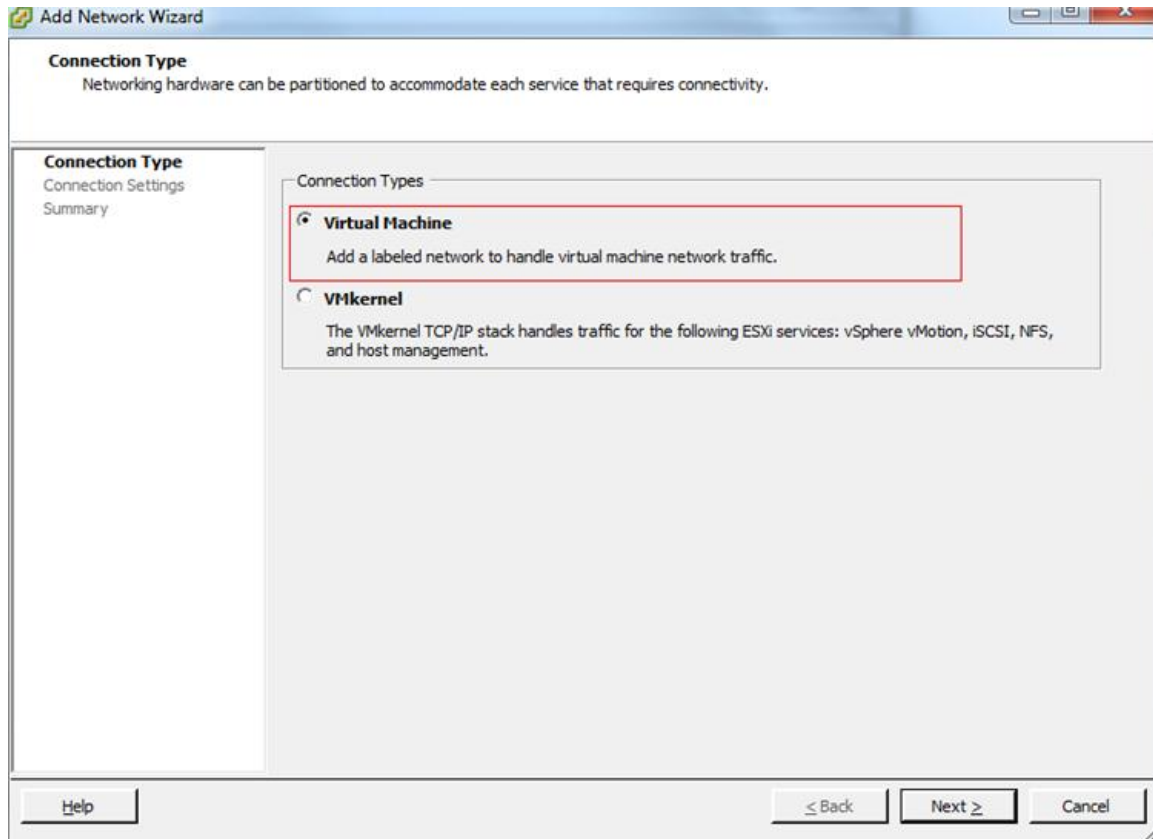 Add Network Wizard
Connection Type
Networking hardware can be partitioned to accommodate each service that requires connectivity.
Connection Type
Connection Settings
Summary
Connection Types
Virtual Machine
Add a labeled network to handle virtual machine network traffic.
VMkernel
The VMkernel TCP/IP stack handles traffic for the following ESXi services: vSphere vMotion, iSCSI, NFS,
and host management.
Help
< Back
Next >
Cancel